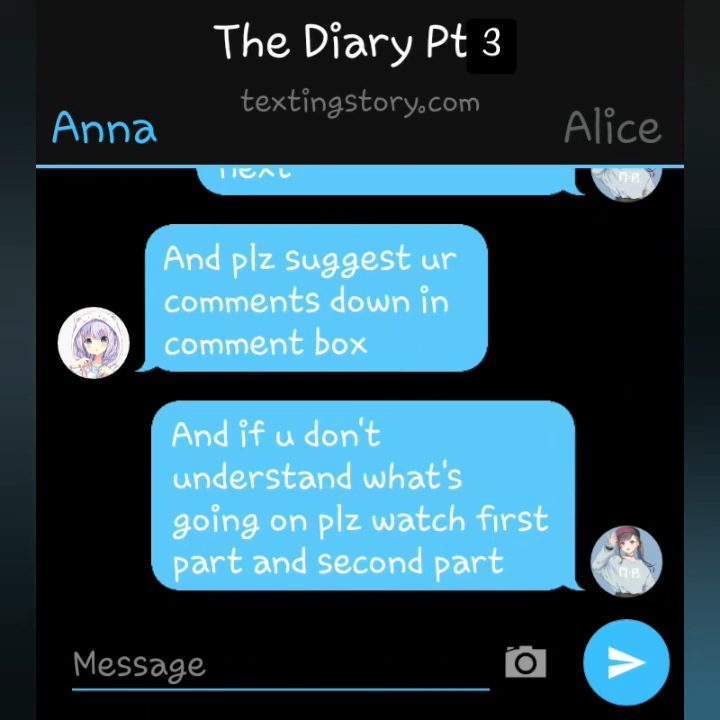 The Diary Pt 3
textingstory.com
Anna
Alice
next
And plz suggest ur
comments down in
comment box
And if u don't
understand what's
going on plz watch first
part and second part
Message